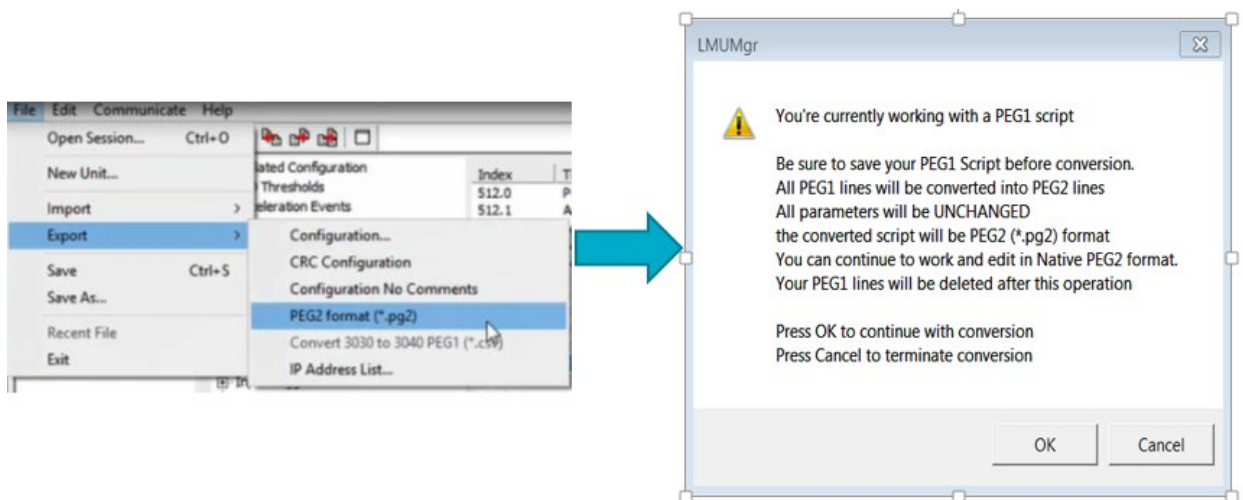 File Edit Communicate Help
Open Session... Ctrl+O
New Unit...
Import >
Export >
Save Ctrl+S
Save As...
Recent File
Exit
lated Configuration
Thresholds
eleration Events
Index T
512.0 P
512.1 A
Configuration...
CRC Configuration
Configuration No Comments
PEG2 format (*.pg2)
Convert 3030 to 3040 PEG1 (*.csv)
IP Address List...
LMUMgr
You're currently working with a PEG1 script
Be sure to save your PEG1 Script before conversion.
All PEG1 lines will be converted into PEG2 lines
All parameters will be UNCHANGED
the converted script will be PEG2 (*.pg2) format
You can continue to work and edit in Native PEG2 format.
Your PEG1 lines will be deleted after this operation
Press OK to continue with conversion
Press Cancel to terminate conversion
OK Cancel